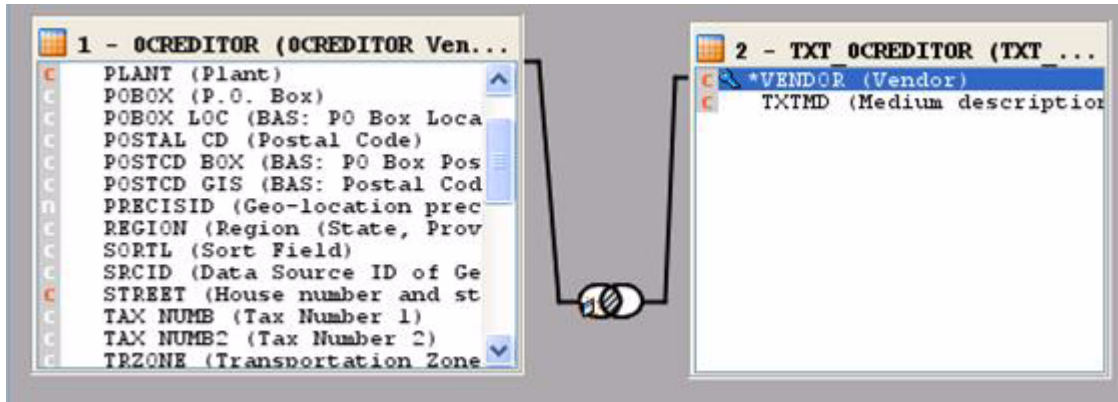 1 - 0CREDITOR (0CREDITOR Ven...
C PLANT (Plant)
C POBOX (P.O. Box)
C POBOX LOC (BAS: PO Box Loca
C POSTAL CD (Postal Code)
C POSTCD BOX (BAS: PO Box Pos
C POSTCD GIS (BAS: Postal Cod
n PRECISID (Geo-location prec
C REGION (Region (State, Prov
C SORTL (Sort Field)
C SRCID (Data Source ID of Ge
C STREET (House number and st
C TAX NUMB (Tax Number 1)
C TAX NUMB2 (Tax Number 2)
C TRZONE (Transportation Zone
2 - TXT_0CREDITOR (TXT_...
C *VENDOR (Vendor)
C TXTMD (Medium description